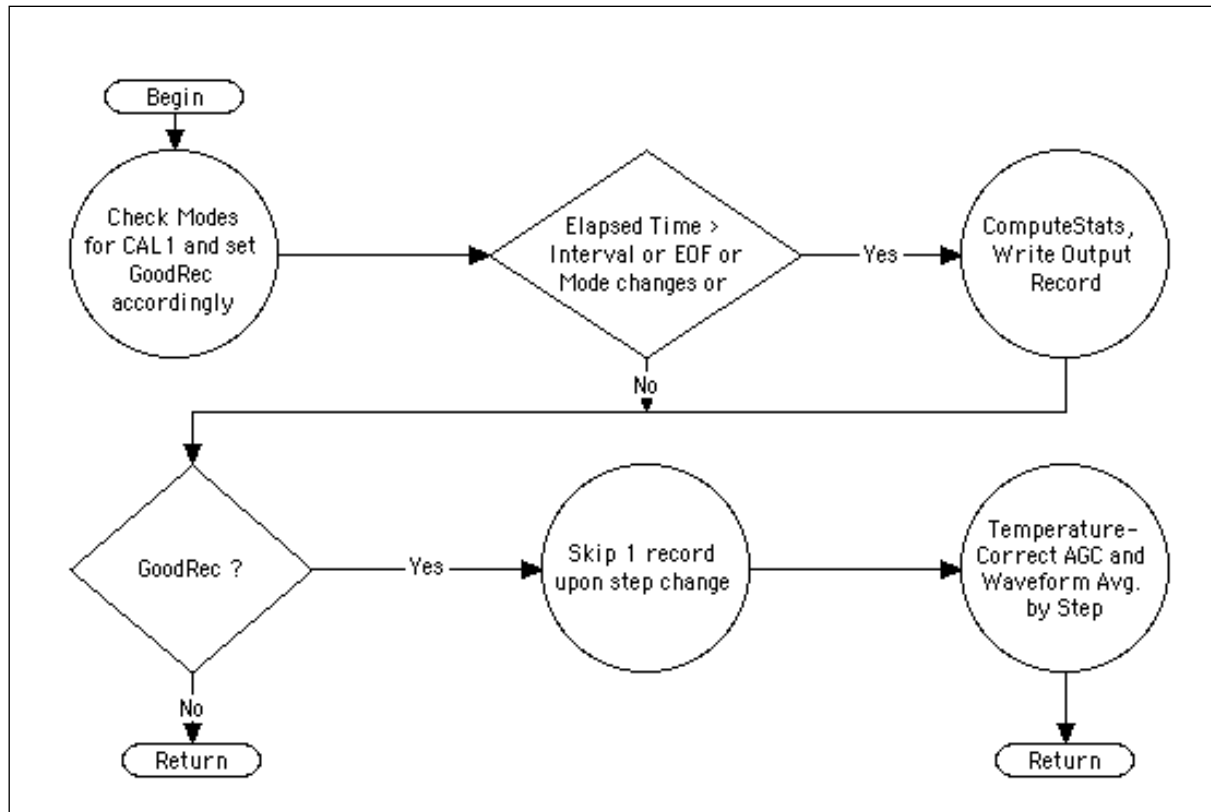 Begin
Check Modes
for CAL1 and set
GoodRec
accordingly
Elapsed Time >
Interval or EOF or
Mode changes or
Yes
ComputeStats,
Write Output
Record
No
GoodRec ?
Yes
Skip 1 record
upon step change
Temperature-
Correct AGC and
Waveform Avg.
by Step
No
Return
Return